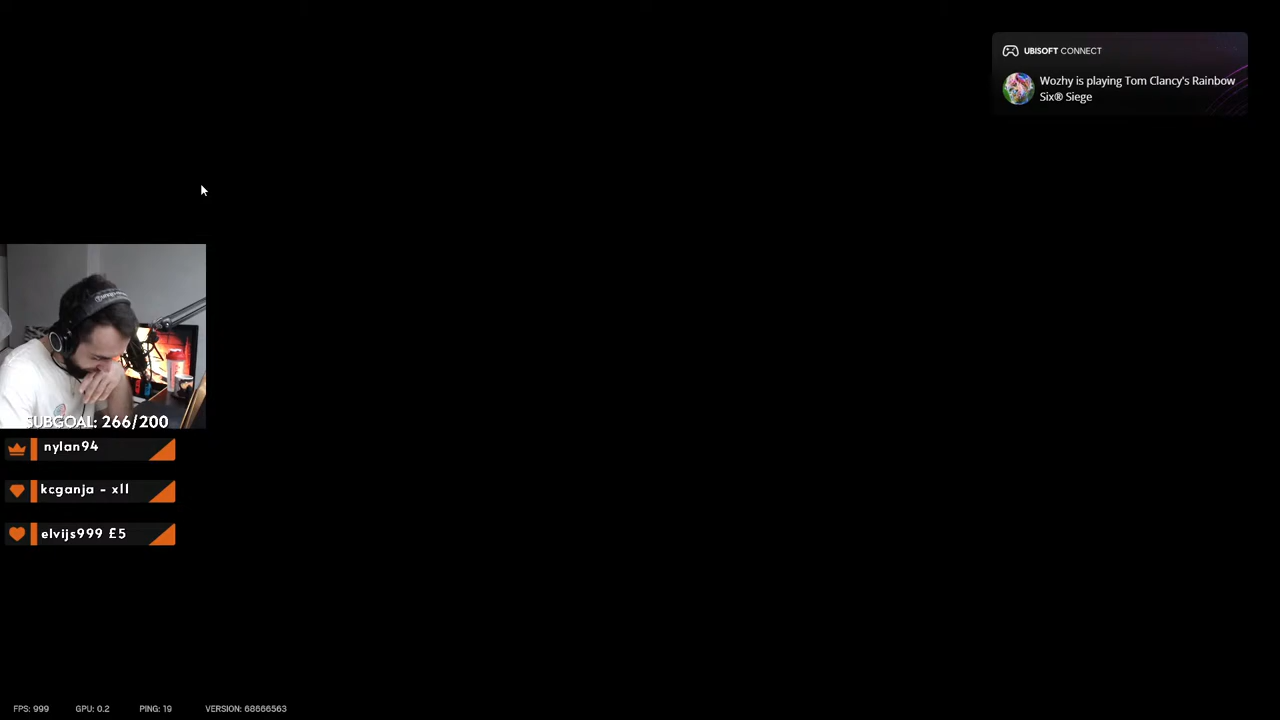 UBISOFT CONNECT
Wozhy is playing Tom Clancy's Rainbow
Six® Siege
SUBGOAL: 266/200
nylan94
kcganja - x11
elvijs999 £5
FPS: 999 GPU: 0.2 PING: 19 VERSION: 68666563